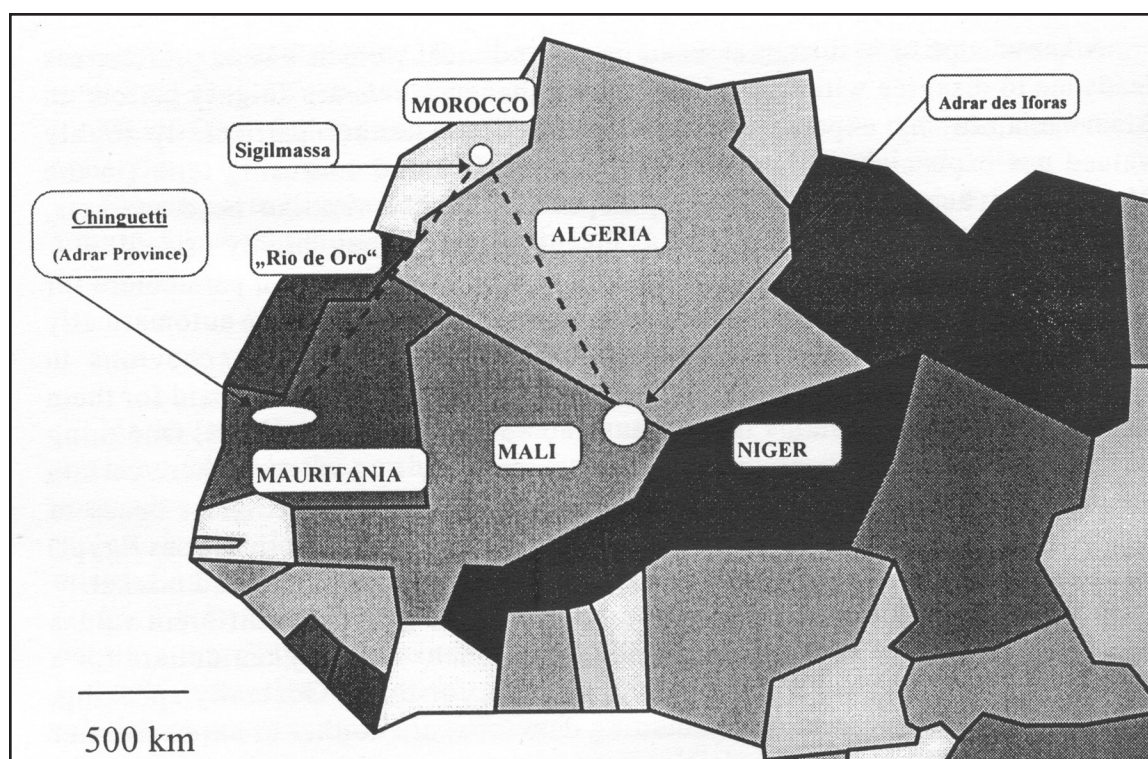 MOROCCO
Adrar des Iforas
Sigilmassa
Chinguetti
(Adrar Province)
„Rio de Oro“
ALGERIA
MALI
NIGER
MAURITANIA
500 km